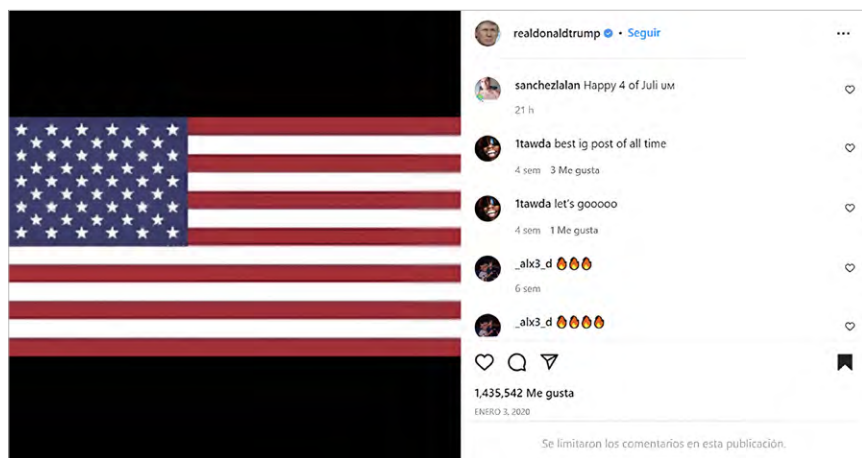 realdonaldtrump • Seguir
sanchezlalan Happy 4 of Juli UM
21 h
1tawda best ig post of all time
4 sem 3 Me gusta
1tawda let's gooooo
4 sem 1 Me gusta
_alx3_d 🔥🔥🔥
6 sem
_alx3_d 🔥🔥🔥🔥
1,435,542 Me gusta
ENERO 3, 2020
Se limitaron los comentarios en esta publicación.